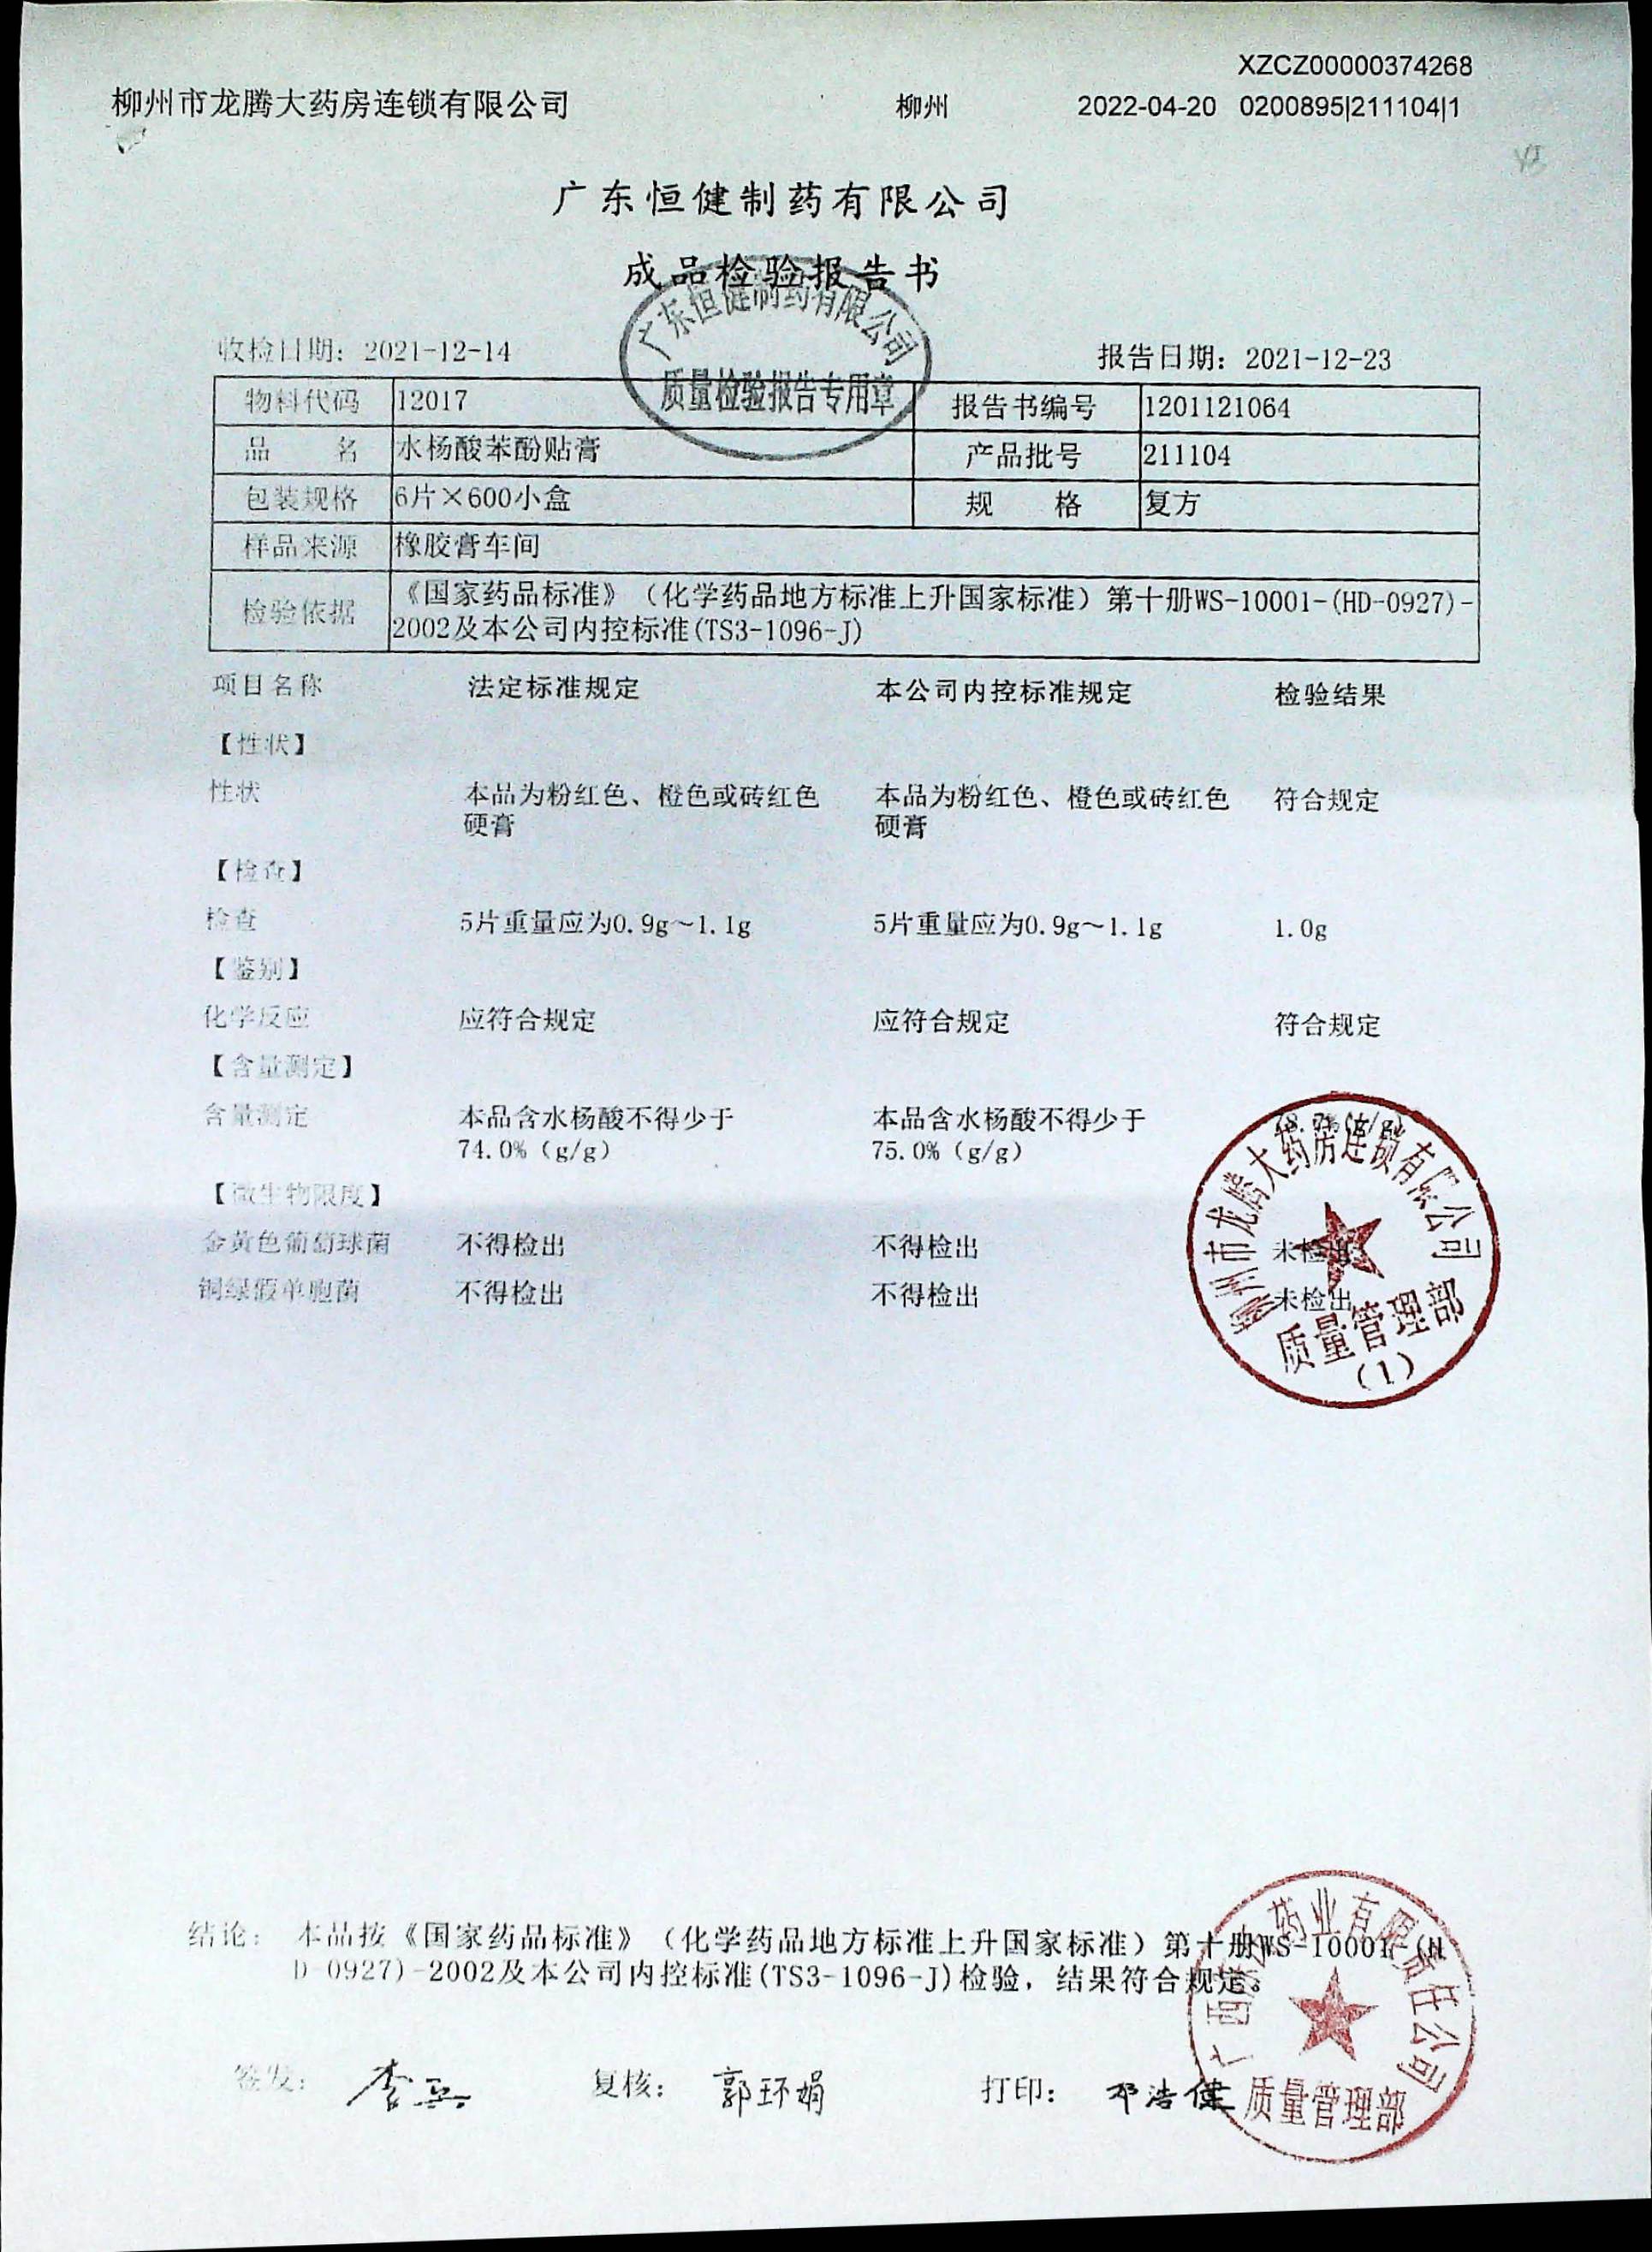 XZCZ00000374268
柳州市龙腾大药房连锁有限公司 柳州 2022-04-20 0200895|211104|1
广东恒健制药有限公司
成品检验报告书
广东恒健制药有限公司
质量检验报告专用章
收检日期：2021-12-14 报告日期：2021-12-23
物料代码 12017 报告书编号 1201121064
品 名 水杨酸苯酚贴膏 产品批号 211104
包装规格 6片×600小盒 规 格 复方
样品来源 橡胶膏车间
检验依据 《国家药品标准》（化学药品地方标准上升国家标准）第十册WS-10001-(HD-0927)-
2002及本公司内控标准(TS3-1096-J)
项目名称 法定标准规定 本公司内控标准规定 检验结果
【性状】
性状 本品为粉红色、橙色或砖红色 本品为粉红色、橙色或砖红色 符合规定
硬膏 硬膏
【检查】
检查 5片重量应为0.9g～1.1g 5片重量应为0.9g～1.1g 1.0g
【鉴别】
化学反应 应符合规定 应符合规定 符合规定
【含量测定】
含量测定 本品含水杨酸不得少于 本品含水杨酸不得少于
74.0%（g/g） 75.0%（g/g）
【微生物限度】
金黄色葡萄球菌 不得检出 不得检出 未检出
铜绿假单胞菌 不得检出 不得检出 未检出
柳州市龙腾大药房连锁有限公司
质量管理部
(1)
结论： 本品按《国家药品标准》（化学药品地方标准上升国家标准）第十册WS-10001-(H
D-0927)-2002及本公司内控标准(TS3-1096-J)检验，结果符合规定。
签发： 李 复核： 郭环娟 打印： 邓浩健
药业有限责任公司
质量管理部